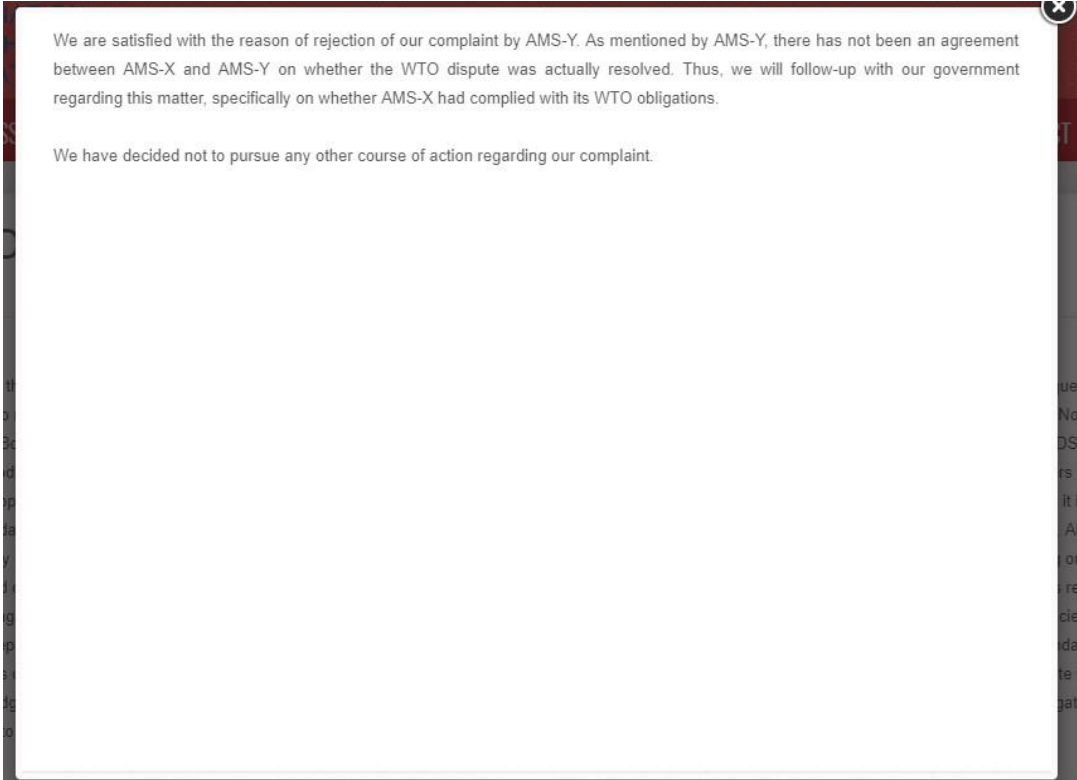 We are satisfied with the reason of rejection of our complaint by AMS-Y. As mentioned by AMS-Y, there has not been an agreement
between AMS-X and AMS-Y on whether the WTO dispute was actually resolved. Thus, we will follow-up with our government
regarding this matter, specifically on whether AMS-X had complied with its WTO obligations.
We have decided not to pursue any other course of action regarding our complaint.